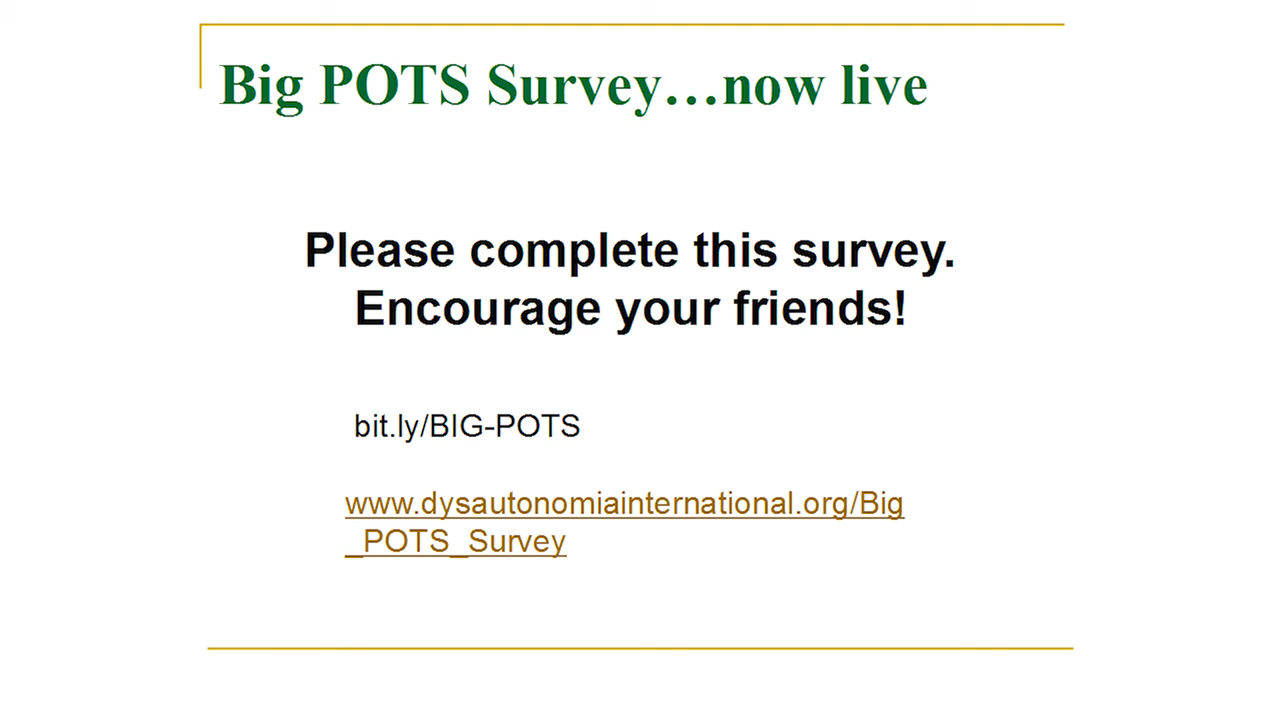 Big POTS Survey…now live
Please complete this survey.
Encourage your friends!
bit.ly/BIG-POTS
www.dysautonomiainternational.org/Big
_POTS_Survey